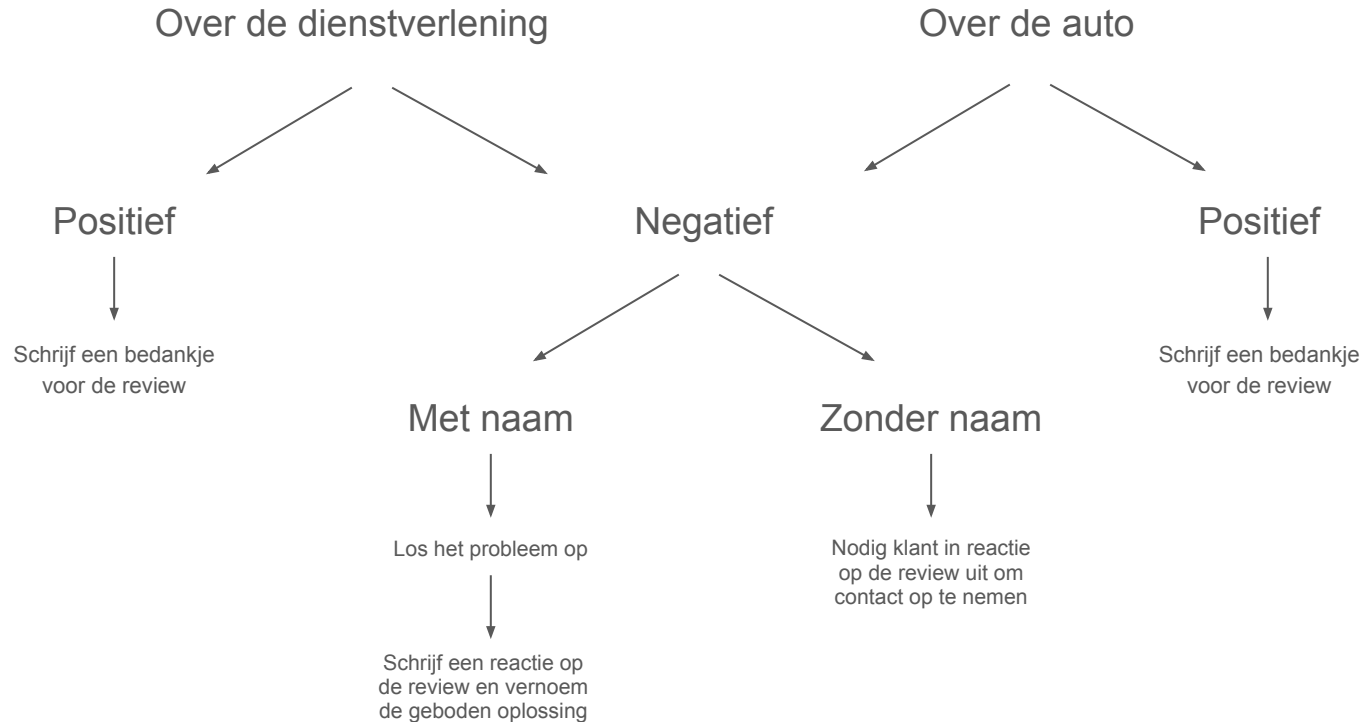 Over de dienstverlening
Over de auto
Positief
Negatief
Positief
Schrijf een bedankje
voor de review
Schrijf een bedankje
voor de review
Met naam
Zonder naam
Los het probleem op
Nodig klant in reactie
op de review uit om
contact op te nemen
Schrijf een reactie op
de review en vernoem
de geboden oplossing